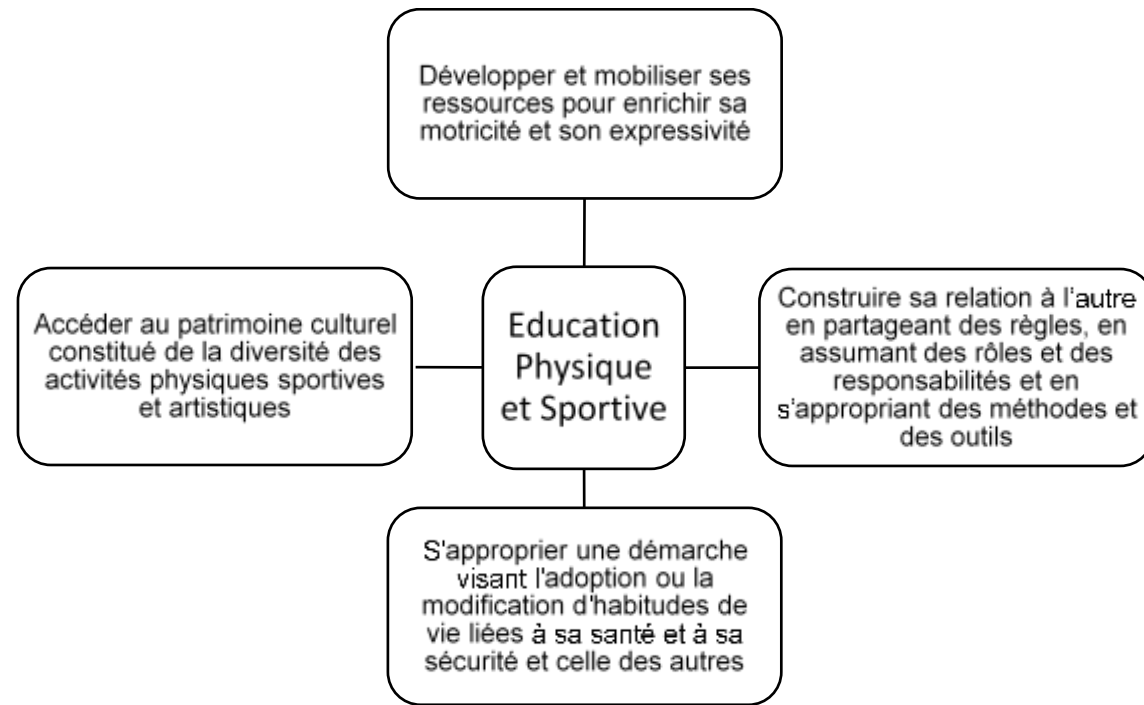 Développer et mobiliser ses
ressources pour enrichir sa
motricité et son expressivité
Accéder au patrimoine culturel
constitué de la diversité des
activités physiques sportives
et artistiques
Education
Physique
et Sportive
Construire sa relation à l'autre
en partageant des règles, en
assumant des rôles et des
responsabilités et en
s'appropriant des méthodes et
des outils
S'approprier une démarche
visant l'adoption ou la
modification d'habitudes de
vie liées à sa santé et à sa
sécurité et celle des autres